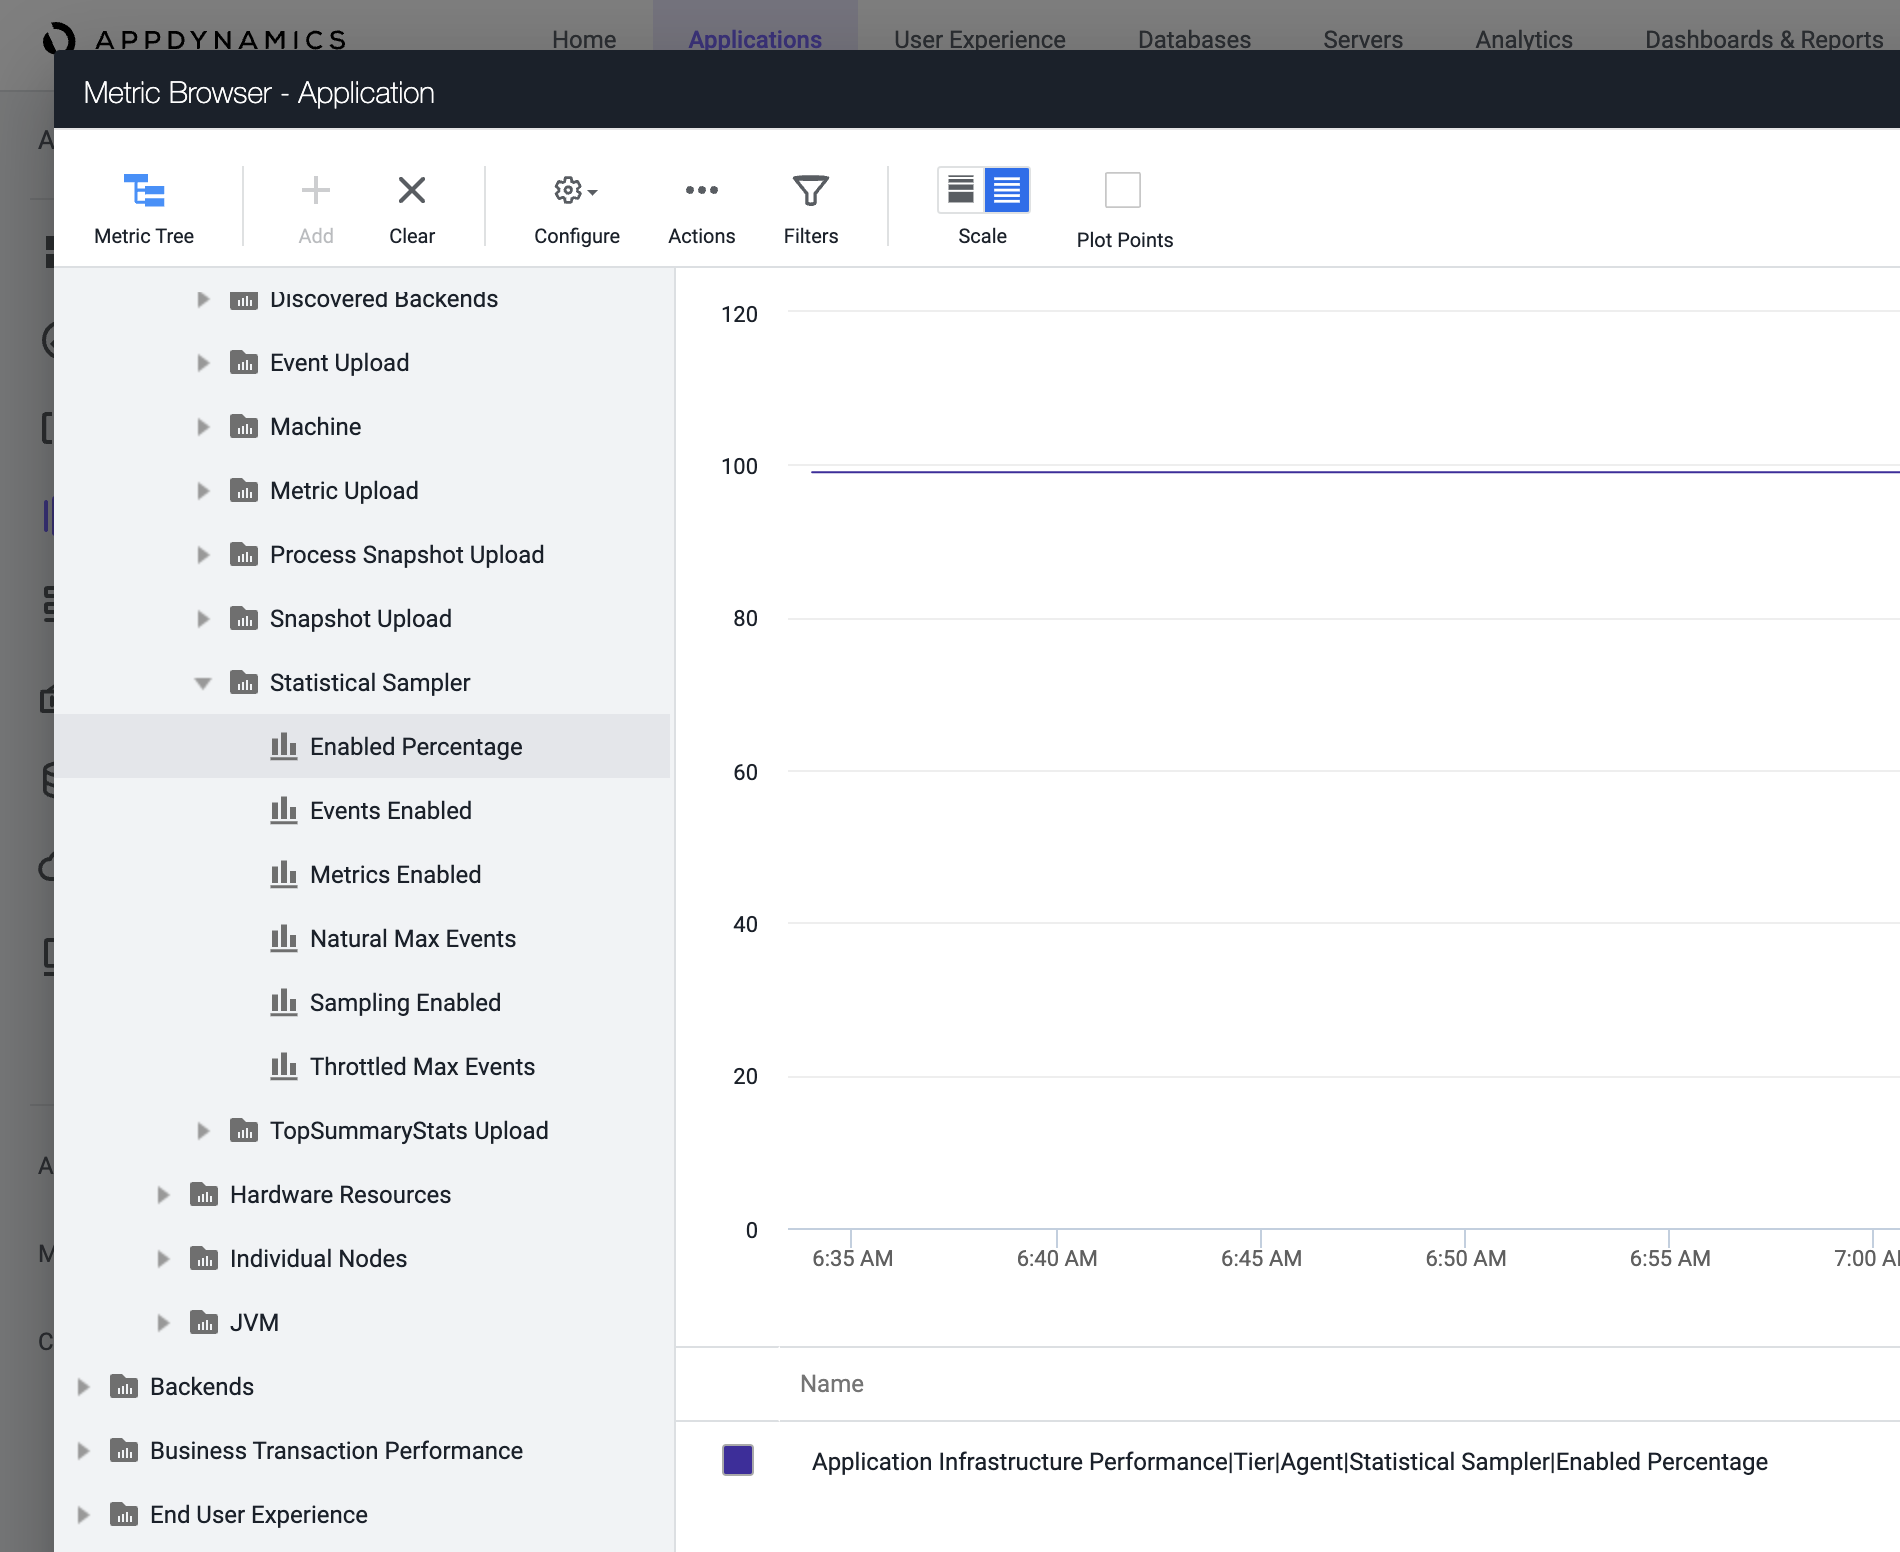 APPDYNAMICS
Home
Applications
User Experience
Databases
Servers
Analytics
Dashboards & Reports
Metric Browser - Application
Metric Tree
Add
Clear
Configure
Actions
Filters
Scale
Plot Points
Discovered Backends
Event Upload
Machine
Metric Upload
Process Snapshot Upload
Snapshot Upload
Statistical Sampler
Enabled Percentage
Events Enabled
Metrics Enabled
Natural Max Events
Sampling Enabled
Throttled Max Events
TopSummaryStats Upload
Hardware Resources
Individual Nodes
JVM
Backends
Business Transaction Performance
End User Experience
120
100
80
60
40
20
0
6:35 AM
6:40 AM
6:45 AM
6:50 AM
6:55 AM
7:00 A
Name
Application Infrastructure Performance|Tier|Agent|Statistical Sampler|Enabled Percentage